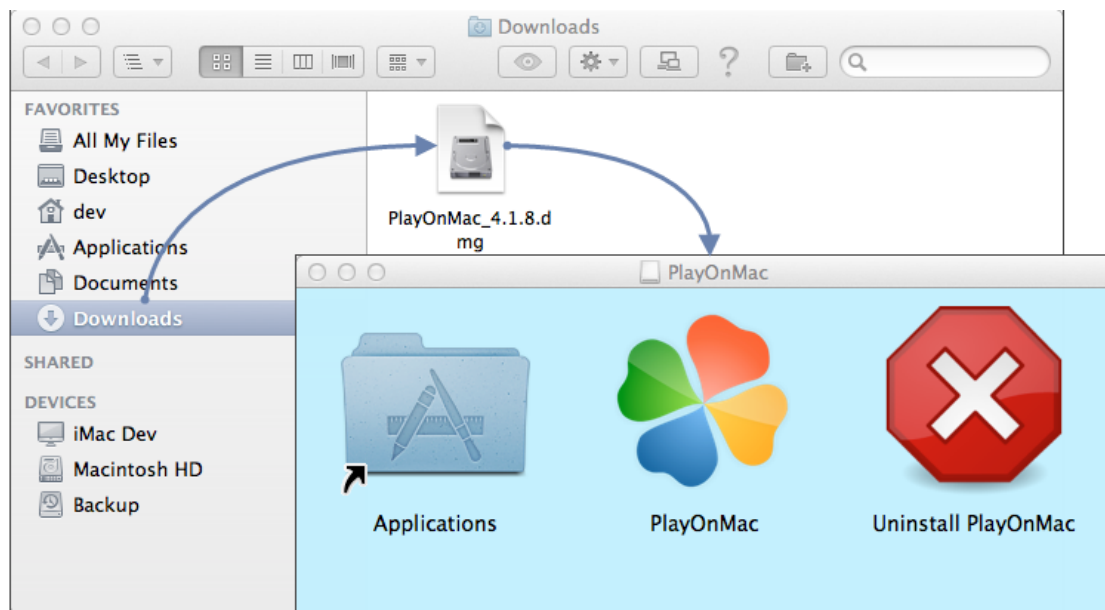 Downloads
FAVORITES
All My Files
Desktop
dev
Applications
Documents
Downloads
SHARED
DEVICES
iMac Dev
Macintosh HD
Backup
PlayOnMac_4.1.8.d
mg
PlayOnMac
Applications
PlayOnMac
Uninstall PlayOnMac